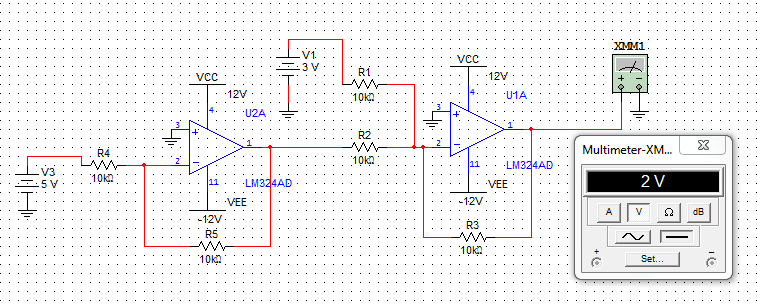 XMM1
V1
3 V
VCC
12V
R1
10kΩ
VCC
12V
U2A
U1A
4
4
3
1
2
11
LM324AD
VEE
-12V
R4
10kΩ
V3
5 V
R5
10kΩ
R2
10kΩ
3
1
2
11
LM324AD
VEE
-12V
R3
10kΩ
Multimeter-XM...
2 V
A
V
Ω
dB
+
Set...
−